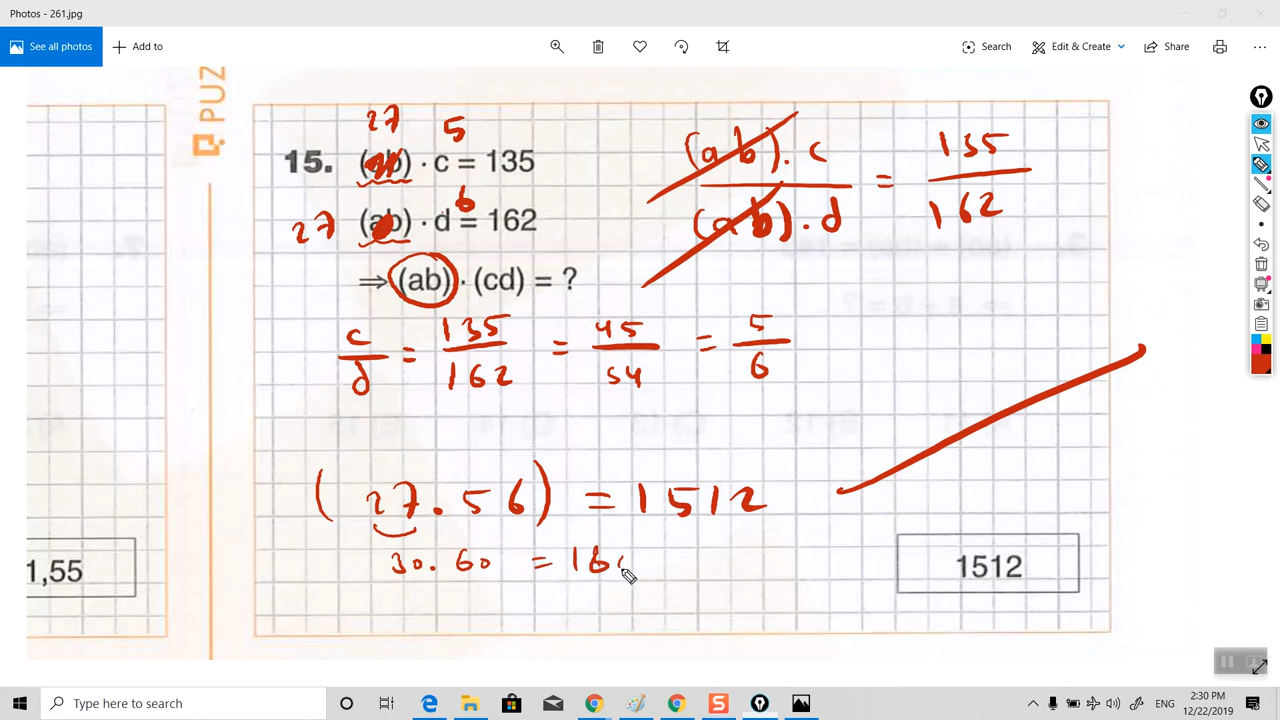 Photos - 261.jpg
See all photos
Add to
Search
Edit & Create
Share
PUZ
27
5
15. (ab) · c = 135
(ab) · c / (ab) · d = 135 / 162
27
6
(ab) · d = 162
⇒ (ab) · (cd) = ?
c/d = 135/162 = 45/54 = 5/6
(27 . 56) = 1512
30 . 60 = 18
1,55
1512
Type here to search
ENG
2:30 PM
12/22/2019